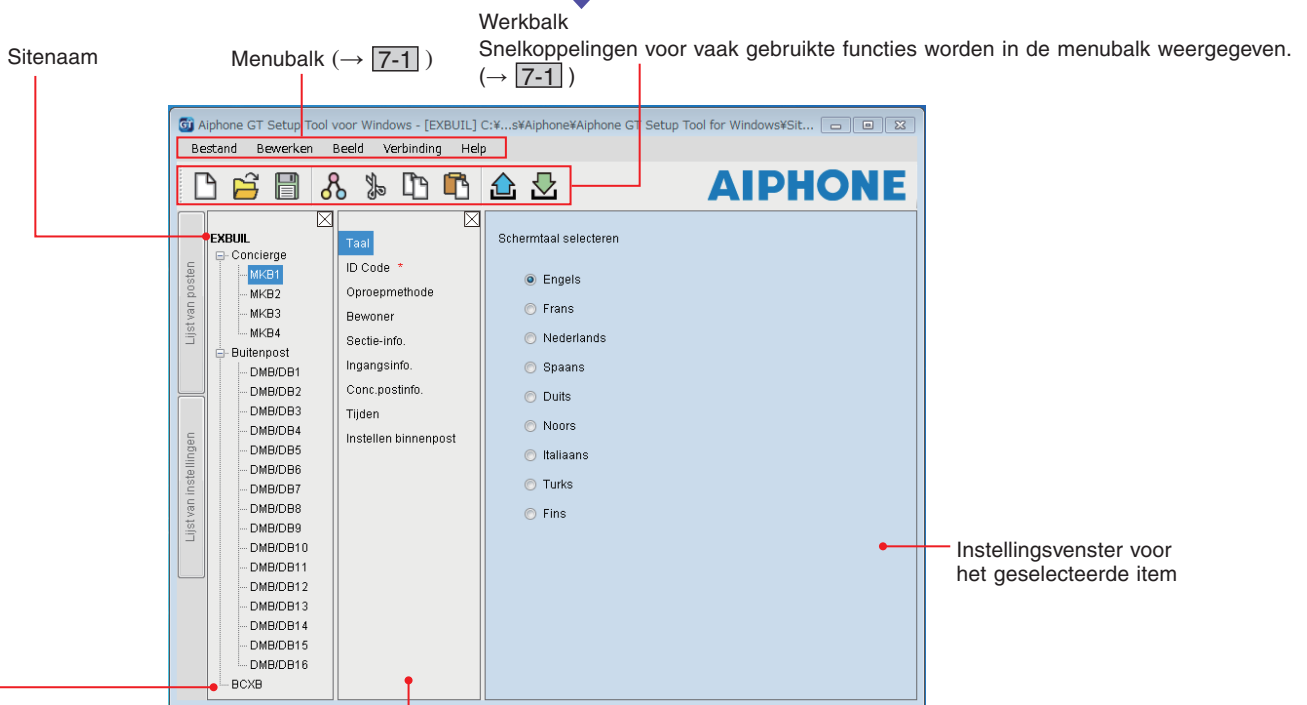 Werkbalk
Sitenaam
Menubalk (→ 7-1 )
Snelkoppelingen voor vaak gebruikte functies worden in de menubalk weergegeven.
(→ 7-1 )
Aiphone GT Setup Tool voor Windows - [EXBUIL] C:¥...s¥Aiphone¥Aiphone GT Setup Tool for Windows¥Sit...
Bestand Bewerken Beeld Verbinding Help
AIPHONE
Lijst van posten
Lijst van instellingen
EXBUIL
Concierge
MKB1
MKB2
MKB3
MKB4
Buitenpost
DMB/DB1
DMB/DB2
DMB/DB3
DMB/DB4
DMB/DB5
DMB/DB6
DMB/DB7
DMB/DB8
DMB/DB9
DMB/DB10
DMB/DB11
DMB/DB12
DMB/DB13
DMB/DB14
DMB/DB15
DMB/DB16
BCXB
Taal
ID Code *
Oproepmethode
Bewoner
Sectie-info.
Ingangsinfo.
Conc.postinfo.
Tijden
Instellen binnenpost
Schermtaal selecteren
Engels
Frans
Nederlands
Spaans
Duits
Noors
Italiaans
Turks
Fins
Instellingsvenster voor
het geselecteerde item